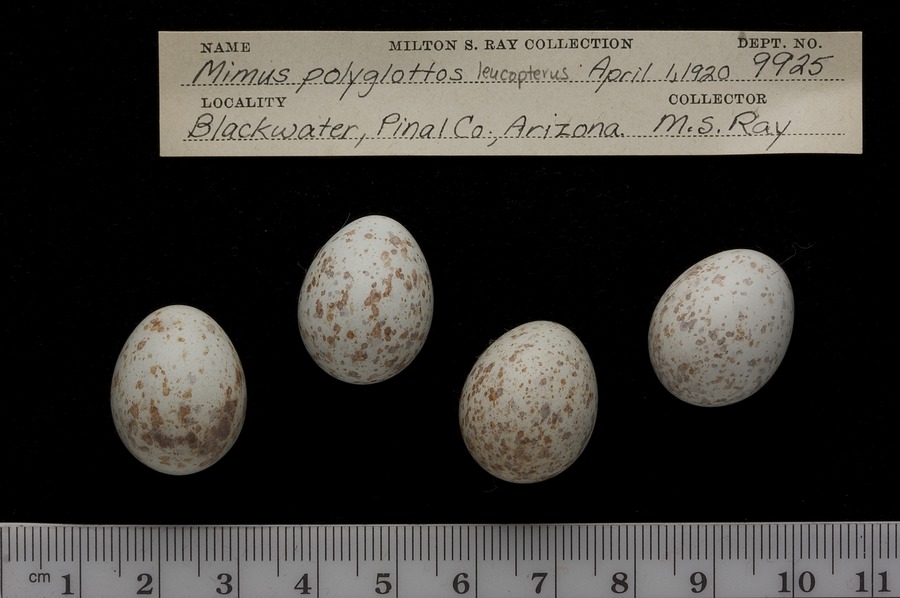 NAME MILTON S. RAY COLLECTION DEPT. NO.
Mimus polyglottos leucopterus April 1, 1920 9925
LOCALITY COLLECTOR
Blackwater, Pinal Co., Arizona. M.S. Ray
cm 1 2 3 4 5 6 7 8 9 10 11